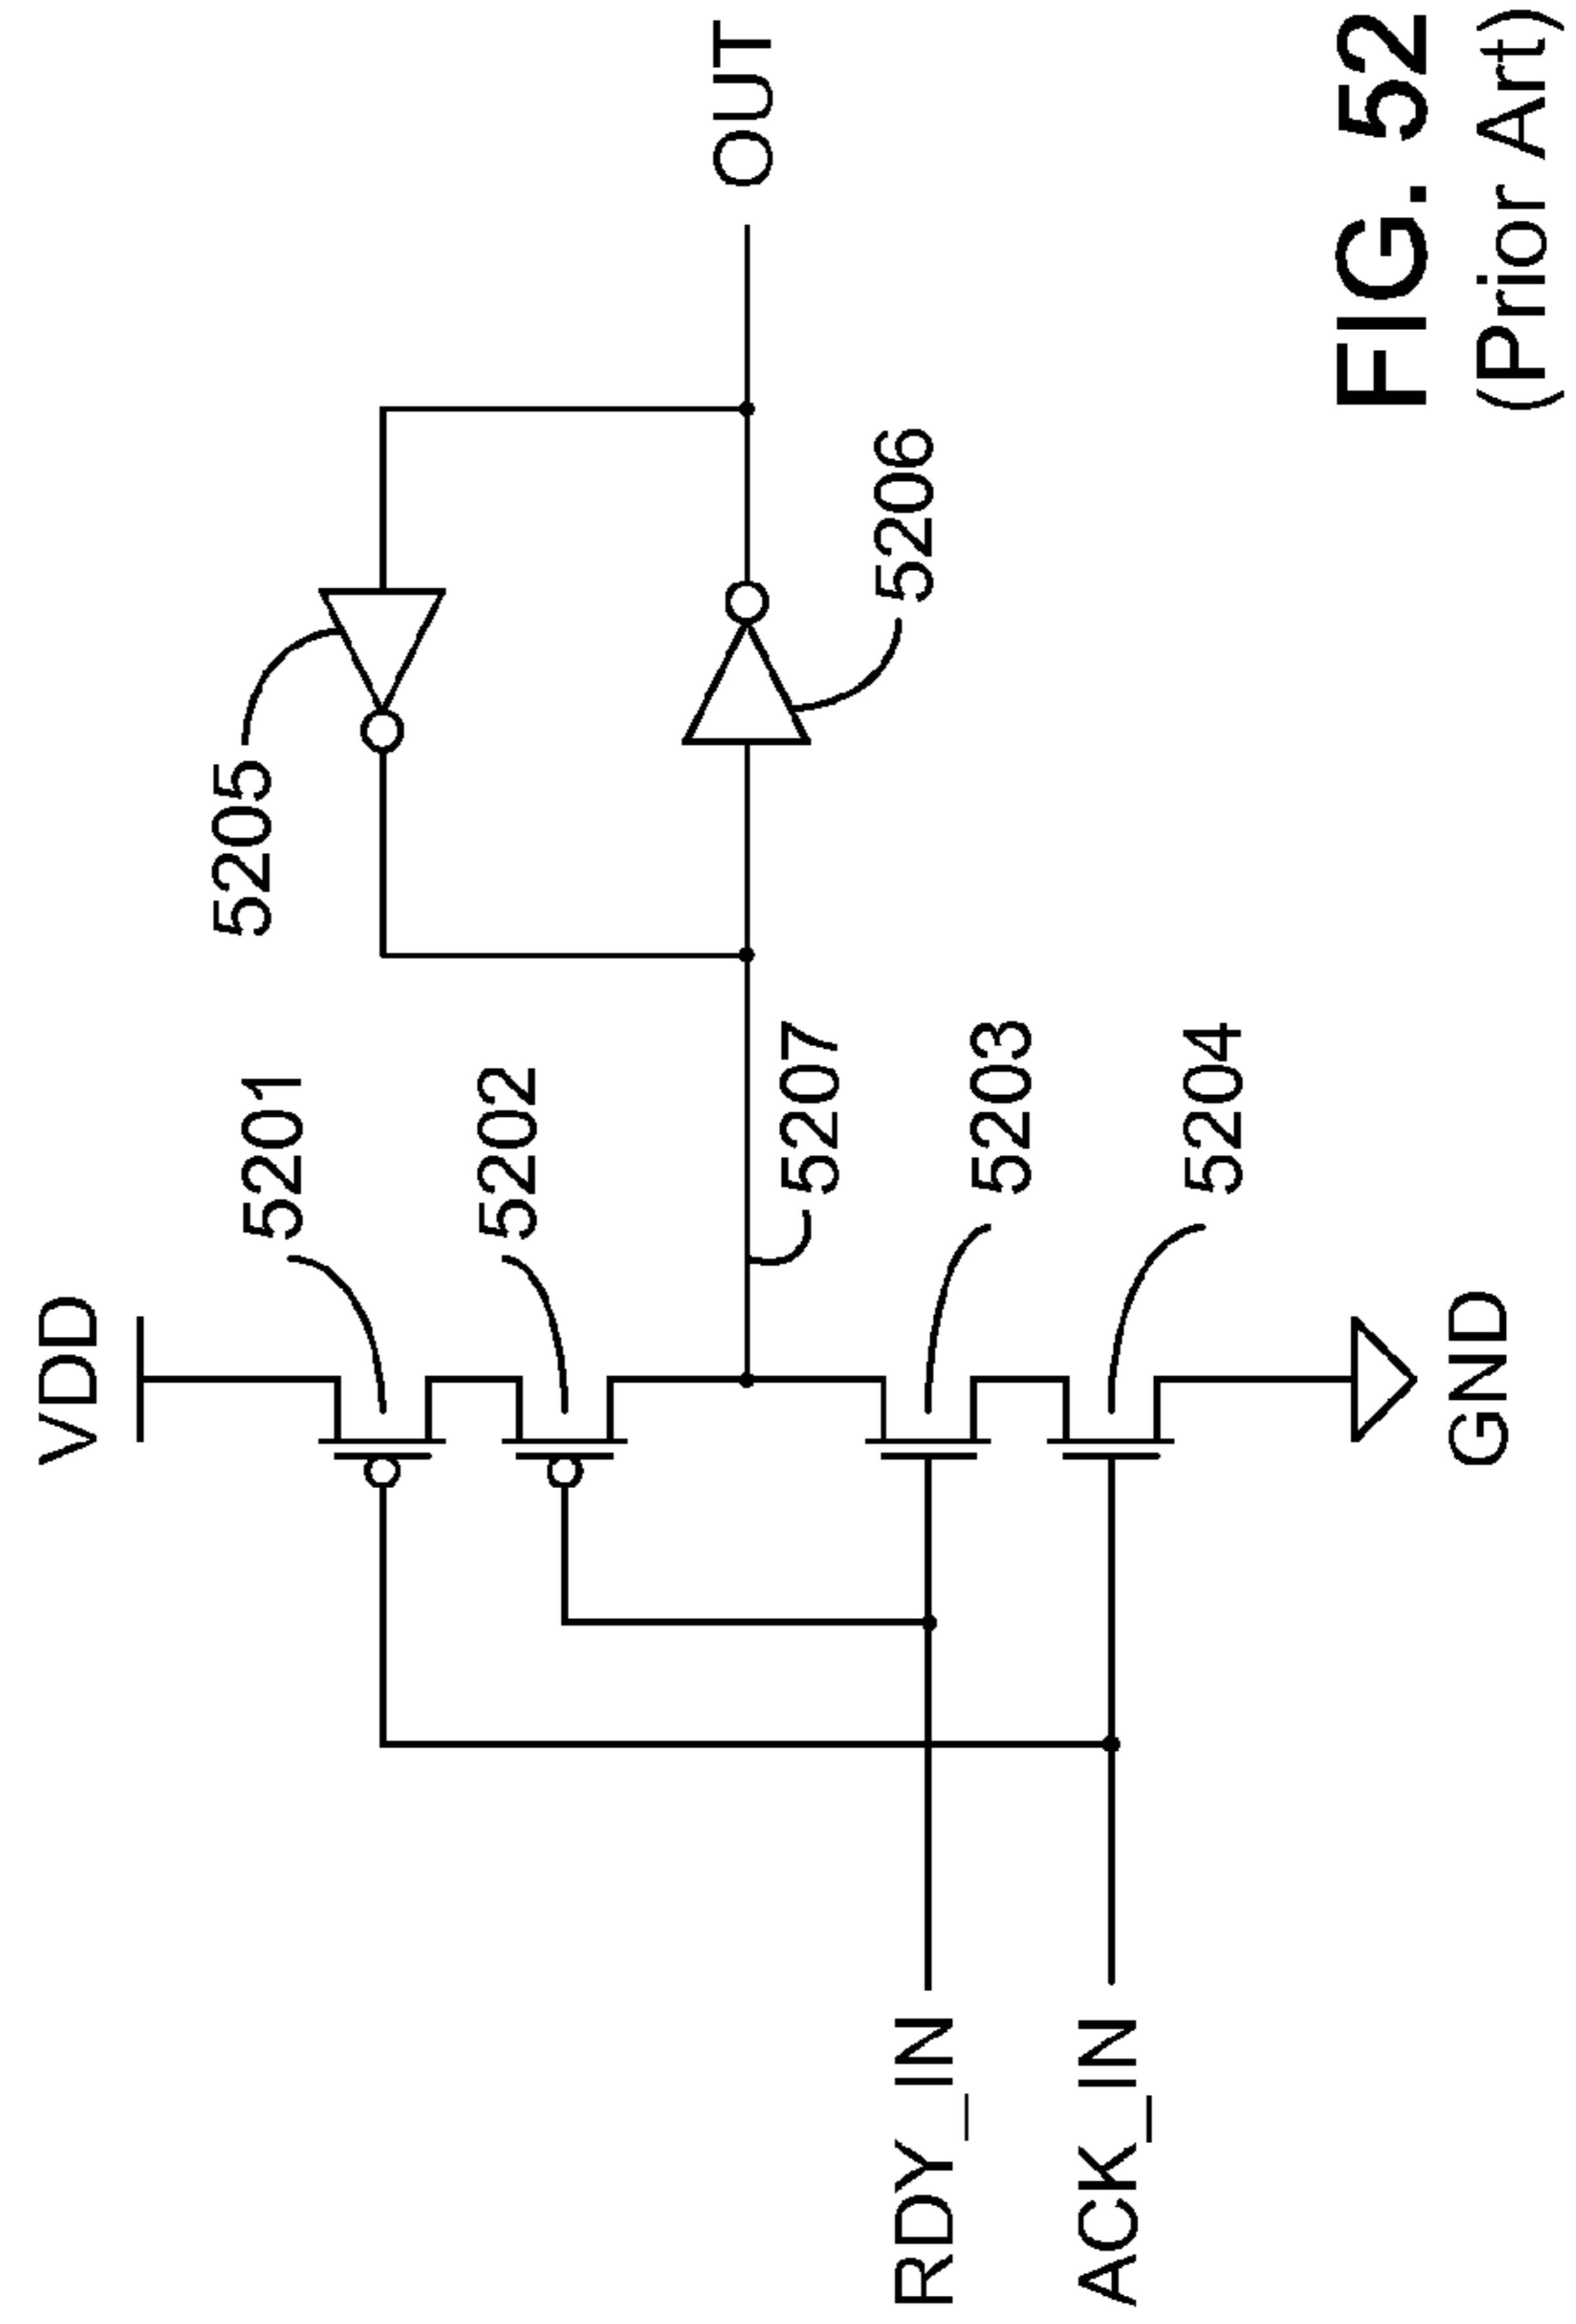 VDD
5201
5202
5205
OUT
5207
5206
RDY_IN
5203
ACK_IN
5204
GND
FIG. 52
(Prior Art)